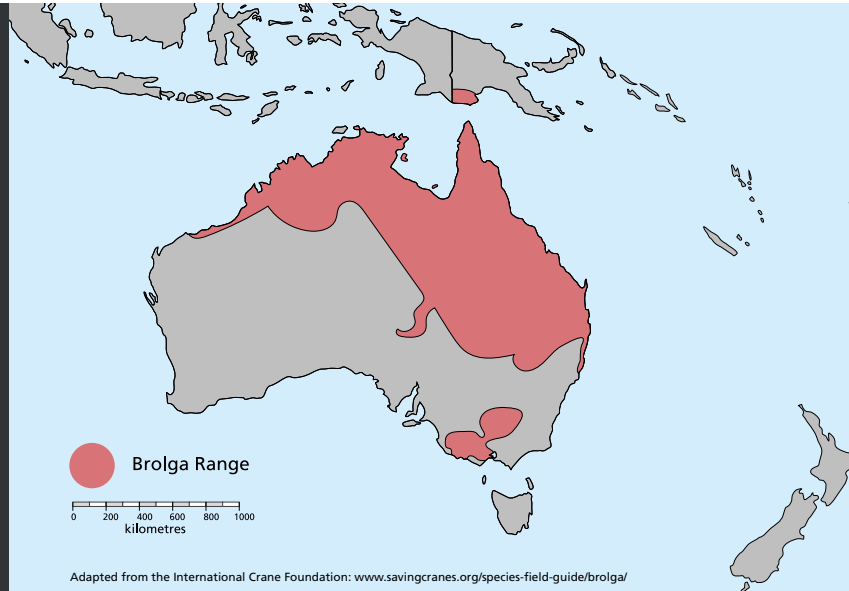 Brolga Range
0 200 400 600 800 1000
kilometres
Adapted from the International Crane Foundation: www.savingcranes.org/species-field-guide/brolga/